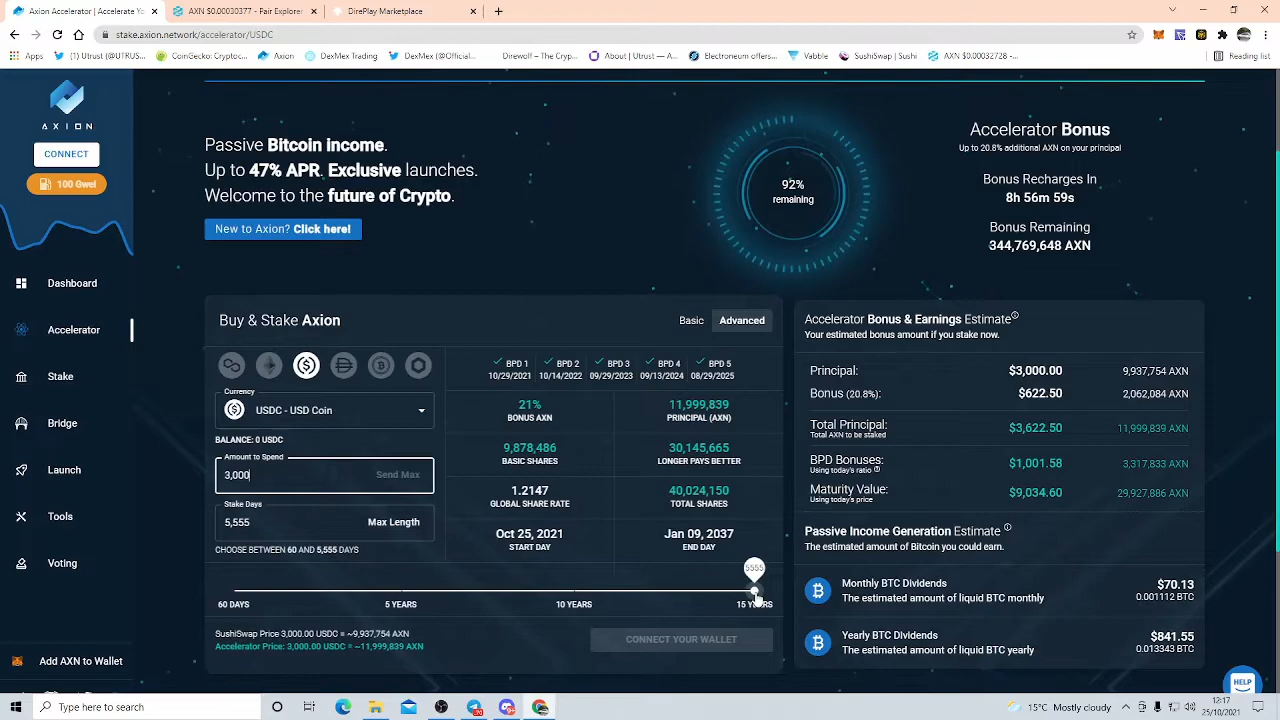 Axion Accelerator | Accelerate Yo
AXN $0.00030377 - Fair Explorer
DirePlay Marketplace
stake.axion.network/accelerator/USDC
Apps
(1) Utrust (@UTRUST...
CoinGecko
Axion
DexMex Trading
DexMex (@Official...
Direwolf — The Cry...
About | Utrust — A...
Electroneum offers...
Vabble
SushiSwap | Sushi
AXN $0.00032728 -...
Reading list
AXION
CONNECT
100 Gwei
Dashboard
Accelerator
Stake
Bridge
Launch
Tools
Voting
Add AXN to Wallet
Passive Bitcoin income.
Up to 47% APR. Exclusive launches.
Welcome to the future of Crypto.
New to Axion? Click here!
92%
remaining
Accelerator Bonus
Up to 20.8% additional AXN on your principal
Bonus Recharges In
8h 56m 59s
Bonus Remaining
344,769,648 AXN
Buy & Stake Axion
Basic
Advanced
Currency
USDC - USD Coin
BALANCE: 0 USDC
Amount to Spend
3,000
Send Max
Stake Days
5,555
Max Length
CHOOSE BETWEEN 60 AND 5,555 DAYS
BPD 1 BPD 2 BPD 3 BPD 4 BPD 5
10/29/2021 10/14/2022 09/29/2023 09/13/2024 08/29/2025
21%
BONUS AXN
11,999,839
PRINCIPAL (AXN)
9,878,486
BASIC SHARES
30,145,665
LONGER PAYS BETTER
1.2147
GLOBAL SHARE RATE
40,024,150
TOTAL SHARES
Oct 25, 2021
START DAY
Jan 09, 2037
END DAY
5555
60 DAYS
5 YEARS
10 YEARS
15 YEARS
SushiSwap Price 3,000.00 USDC = ~9,937,754 AXN
Accelerator Price: 3,000.00 USDC = ~11,999,839 AXN
CONNECT YOUR WALLET
Accelerator Bonus & Earnings Estimate
Your estimated bonus amount if you stake now.
Principal: $3,000.00 9,937,754 AXN
Bonus (20.8%): $622.50 2,062,084 AXN
Total Principal: $3,622.50 11,999,839 AXN
Total AXN to be staked
BPD Bonuses: $1,001.58 3,317,833 AXN
Using today's ratio
Maturity Value: $9,034.60 29,927,886 AXN
Using today's price
Passive Income Generation Estimate
The estimated amount of Bitcoin you could earn.
Monthly BTC Dividends $70.13
The estimated amount of liquid BTC monthly 0.001112 BTC
Yearly BTC Dividends $841.55
The estimated amount of liquid BTC yearly 0.013343 BTC
HELP
Type here to search
15°C Mostly cloudy
12:17
25/10/2021